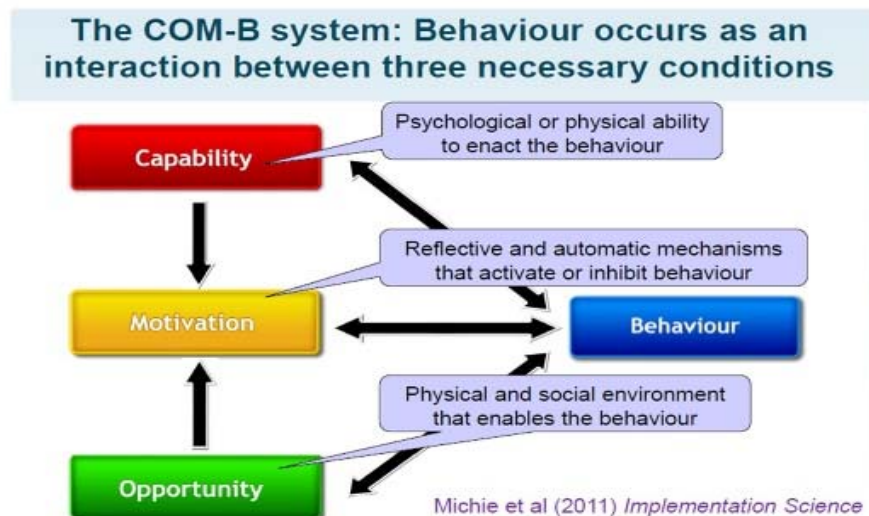 The COM-B system: Behaviour occurs as an
interaction between three necessary conditions
Capability
Psychological or physical ability
to enact the behaviour
Reflective and automatic mechanisms
that activate or inhibit behaviour
Motivation
Behaviour
Physical and social environment
that enables the behaviour
Opportunity
Michie et al (2011) Implementation Science